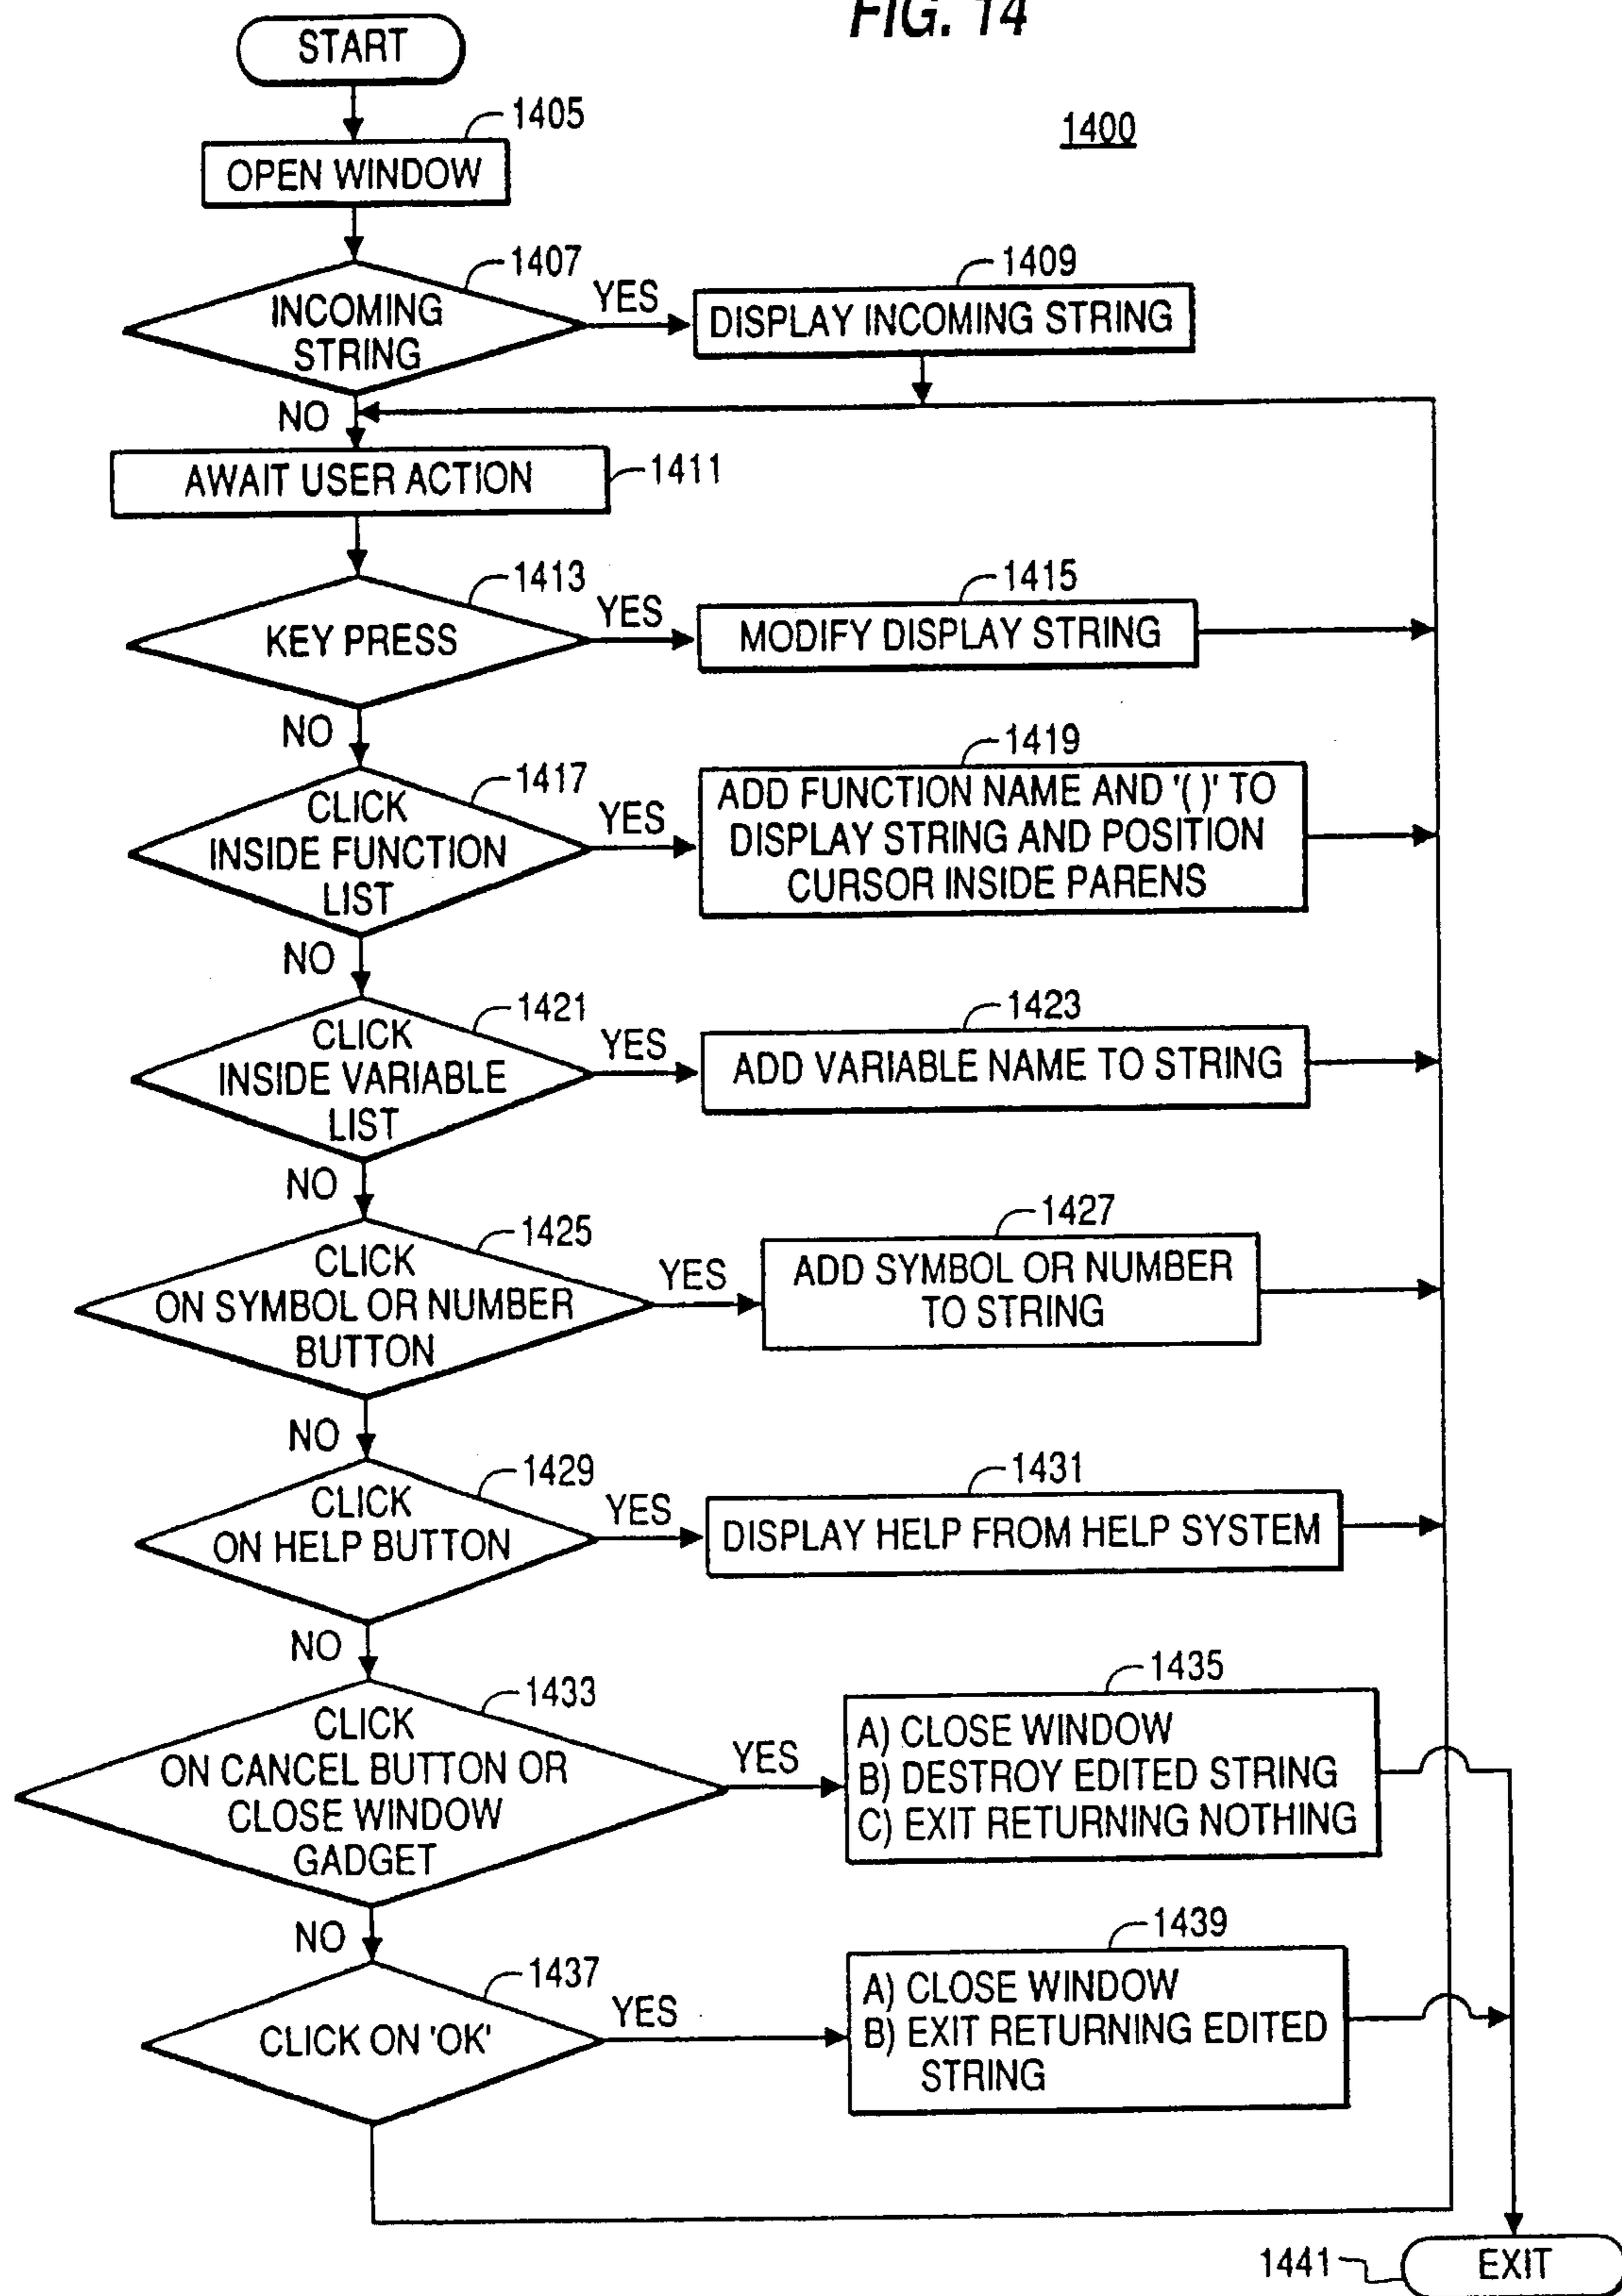 FIG. 14
START
1405
1400
OPEN WINDOW
1407
1409
INCOMING
STRING
YES
DISPLAY INCOMING STRING
NO
AWAIT USER ACTION
1411
1413
1415
KEY PRESS
YES
MODIFY DISPLAY STRING
NO
1417
1419
CLICK
INSIDE FUNCTION
LIST
YES
ADD FUNCTION NAME AND '( )' TO
DISPLAY STRING AND POSITION
CURSOR INSIDE PARENS
NO
1421
1423
CLICK
INSIDE VARIABLE
LIST
YES
ADD VARIABLE NAME TO STRING
NO
1425
1427
CLICK
ON SYMBOL OR NUMBER
BUTTON
YES
ADD SYMBOL OR NUMBER
TO STRING
NO
1429
1431
CLICK
ON HELP BUTTON
YES
DISPLAY HELP FROM HELP SYSTEM
NO
1433
1435
CLICK
ON CANCEL BUTTON OR
CLOSE WINDOW
GADGET
YES
A) CLOSE WINDOW
B) DESTROY EDITED STRING
C) EXIT RETURNING NOTHING
NO
1437
1439
CLICK ON 'OK'
YES
A) CLOSE WINDOW
B) EXIT RETURNING EDITED
STRING
1441
EXIT